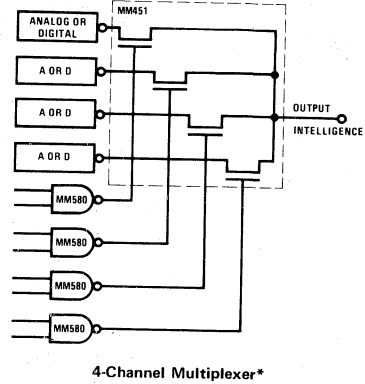 MM451
ANALOG OR
DIGITAL
A OR D
A OR D
OUTPUT
INTELLIGENCE
A OR D
MM580
MM580
MM580
MM580
4-Channel Multiplexer*